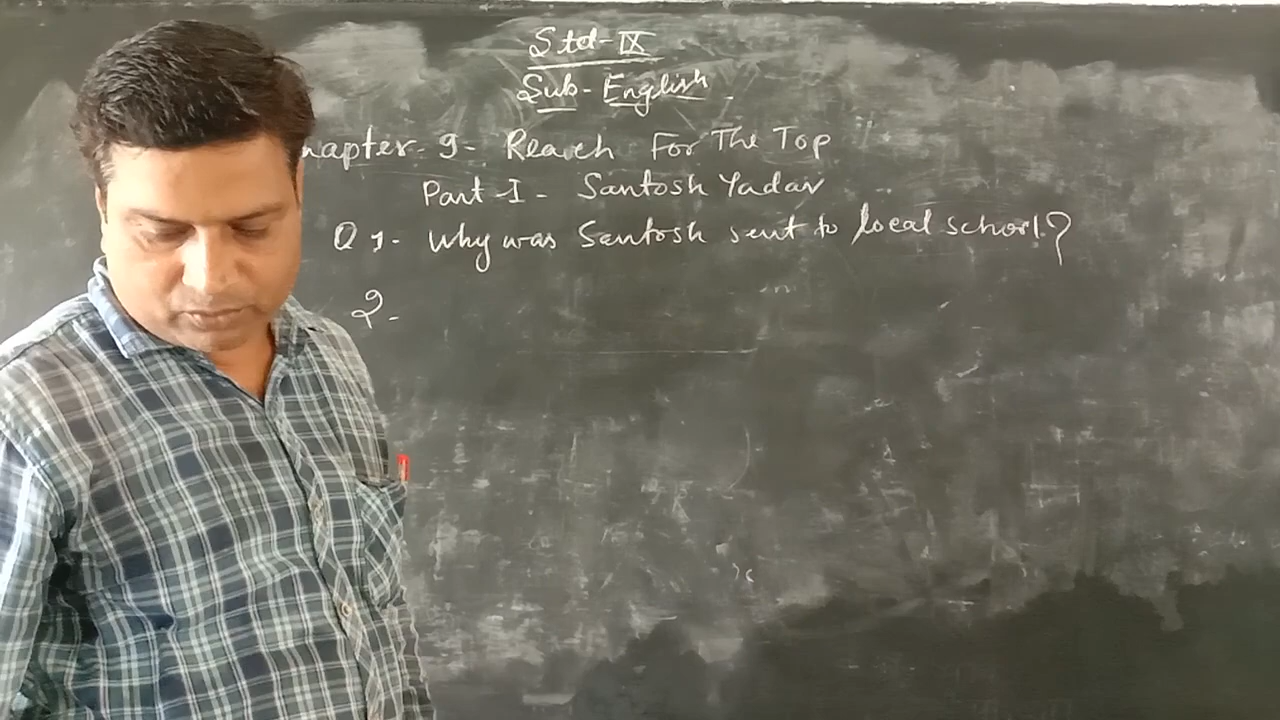 Std-IX
Sub- English
hapter- 9- Reach For The Top
Part-I- Santosh Yadav
Q 1- Why was Santosh sent to local school?
2-